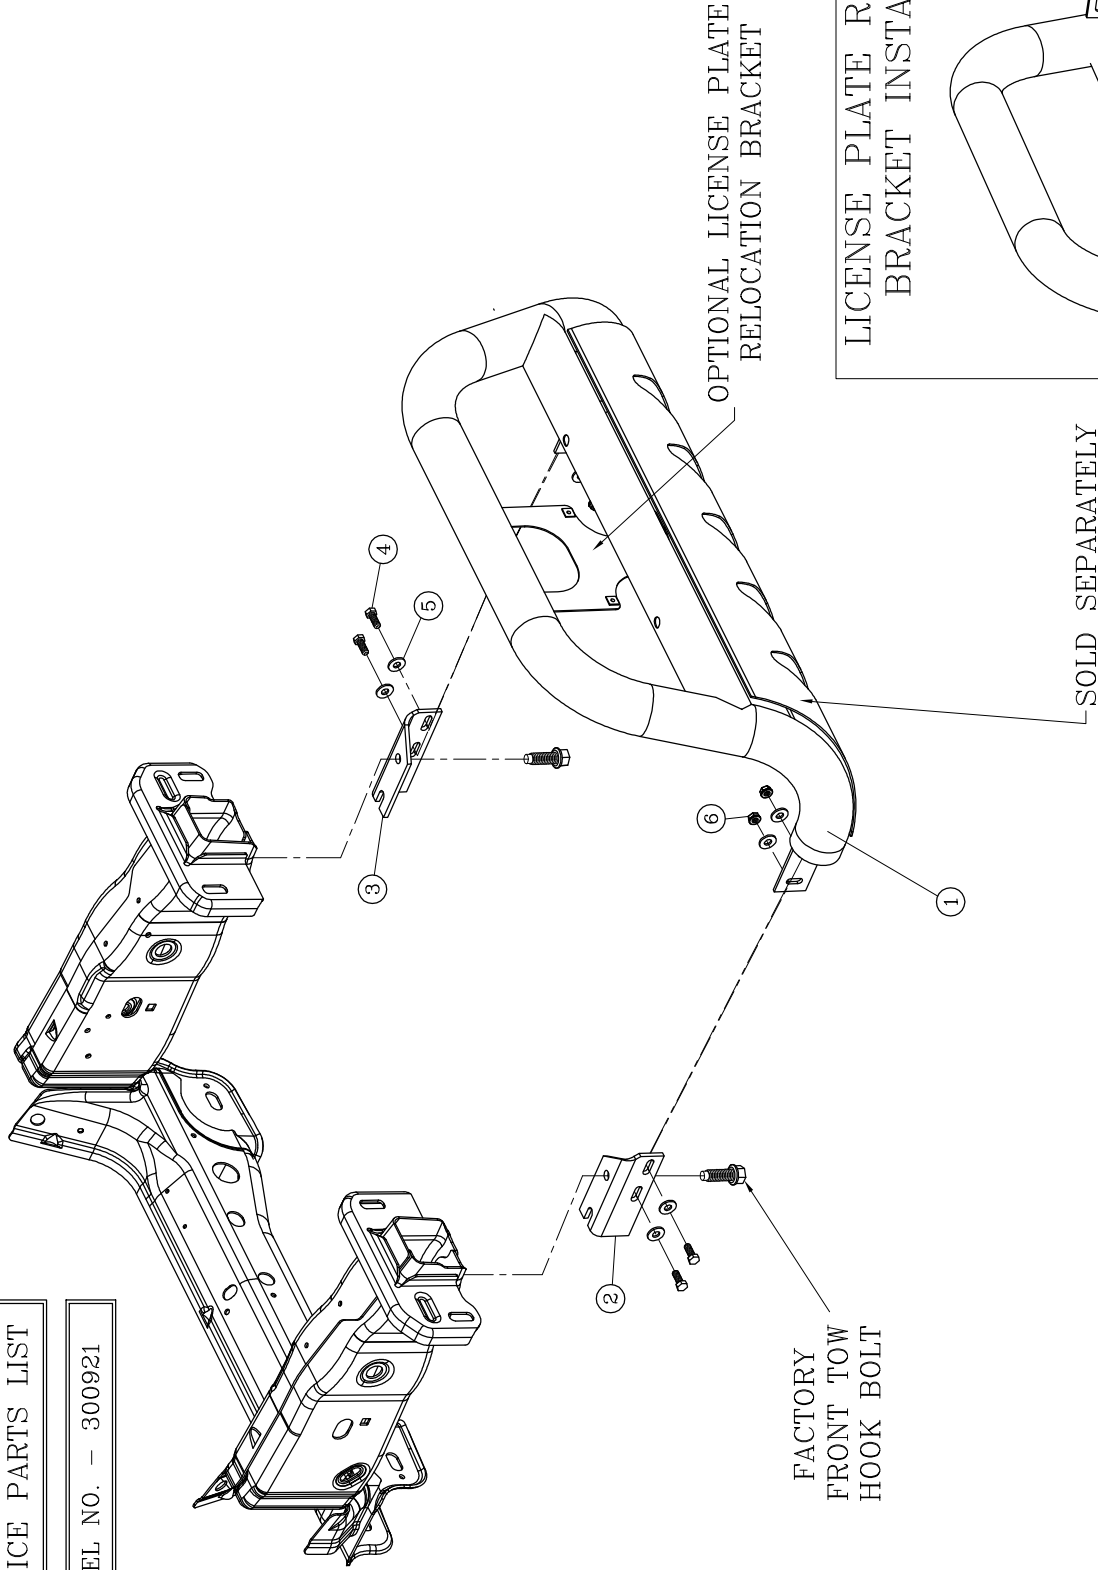 ICE PARTS LIST
EL NO. – 300921
FACTORY
FRONT TOW
HOOK BOLT
OPTIONAL LICENSE PLATE
RELOCATION BRACKET
SOLD SEPARATELY
LICENSE PLATE R
BRACKET INSTA
1
2
3
4
5
6